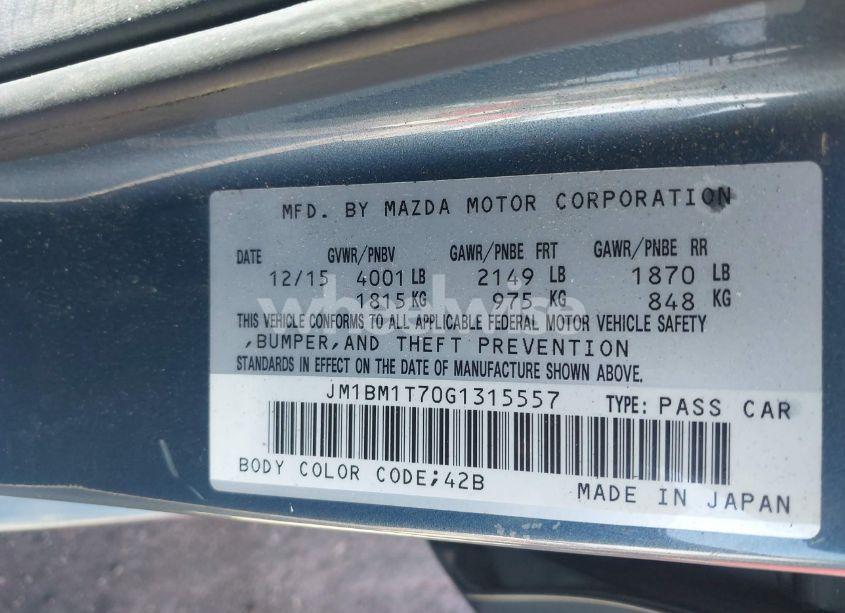 MFD. BY MAZDA MOTOR CORPORATION
DATE GVWR/PNBV GAWR/PNBE FRT GAWR/PNBE RR
12/15 4001 LB 2149 LB 1870 LB
1815 KG 975 KG 848 KG
wheelwise
THIS VEHICLE CONFORMS TO ALL APPLICABLE FEDERAL MOTOR VEHICLE SAFETY
,BUMPER,AND THEFT PREVENTION
STANDARDS IN EFFECT ON THE DATE OF MANUFACTURE SHOWN ABOVE.
JM1BM1T70G1315557 TYPE: PASS CAR
BODY COLOR CODE;42B
MADE IN JAPAN